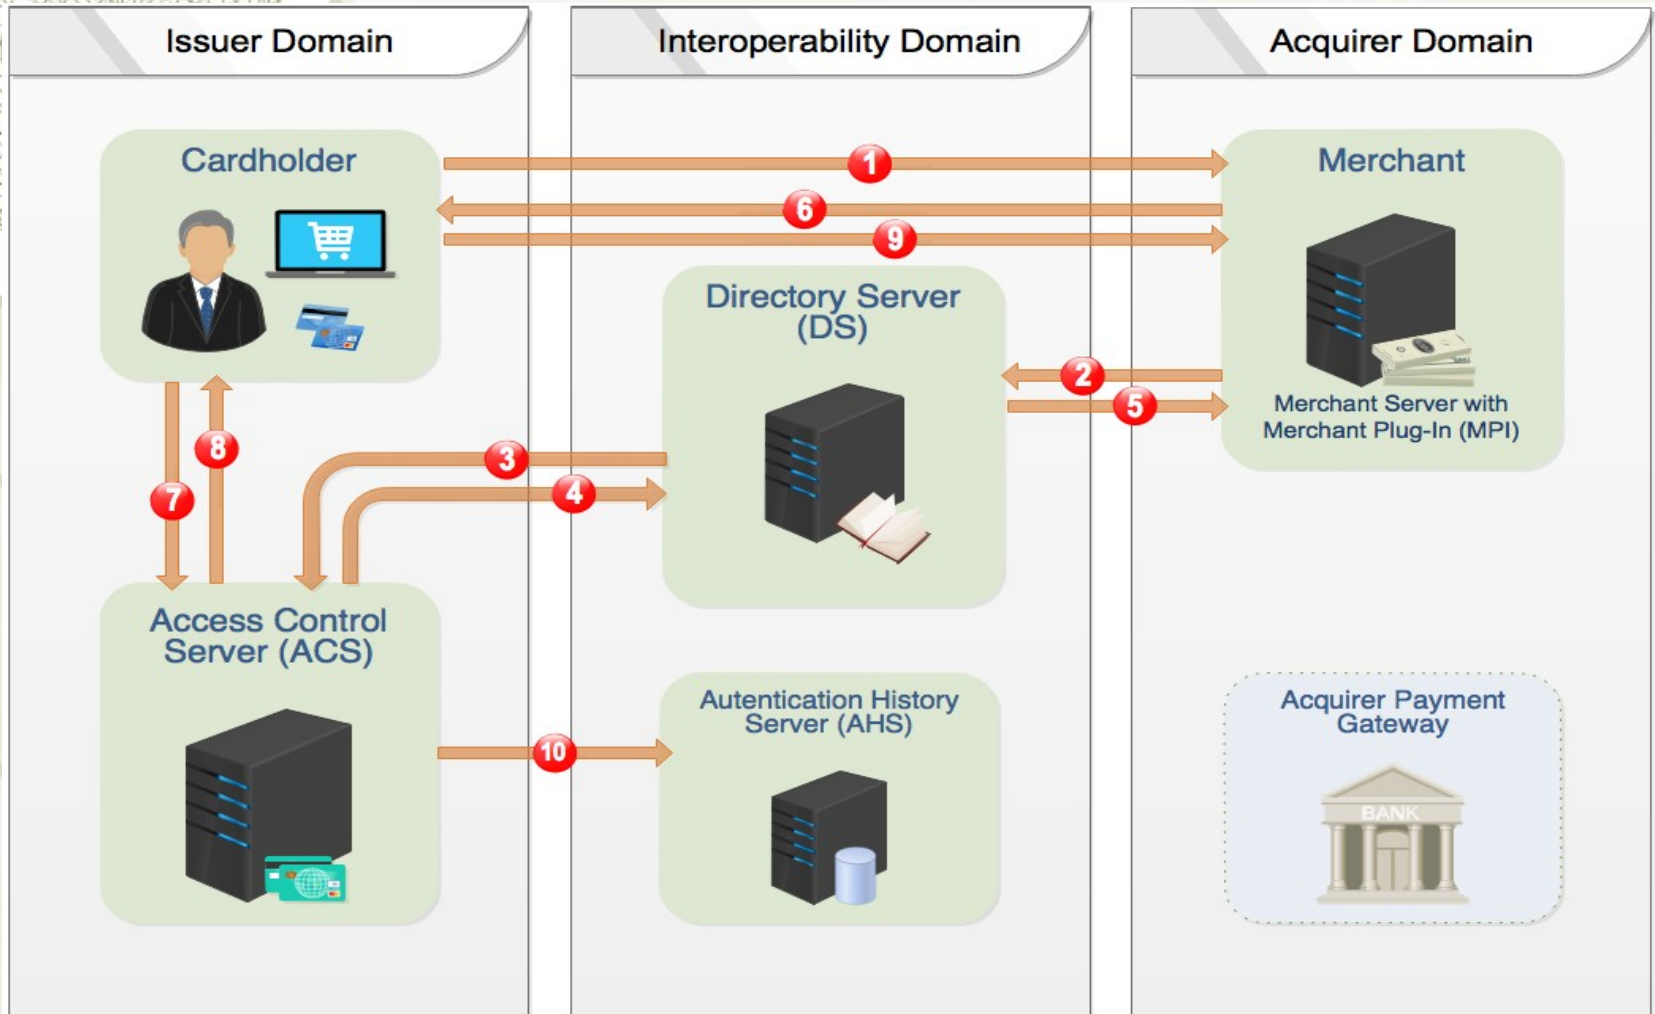 Issuer Domain
Interoperability Domain
Acquirer Domain
Cardholder
1
Merchant
6
9
Directory Server
(DS)
2
5
Merchant Server with
Merchant Plug-In (MPI)
8
3
7
4
Access Control
Server (ACS)
Autentication History
Server (AHS)
10
Acquirer Payment
Gateway
BANK